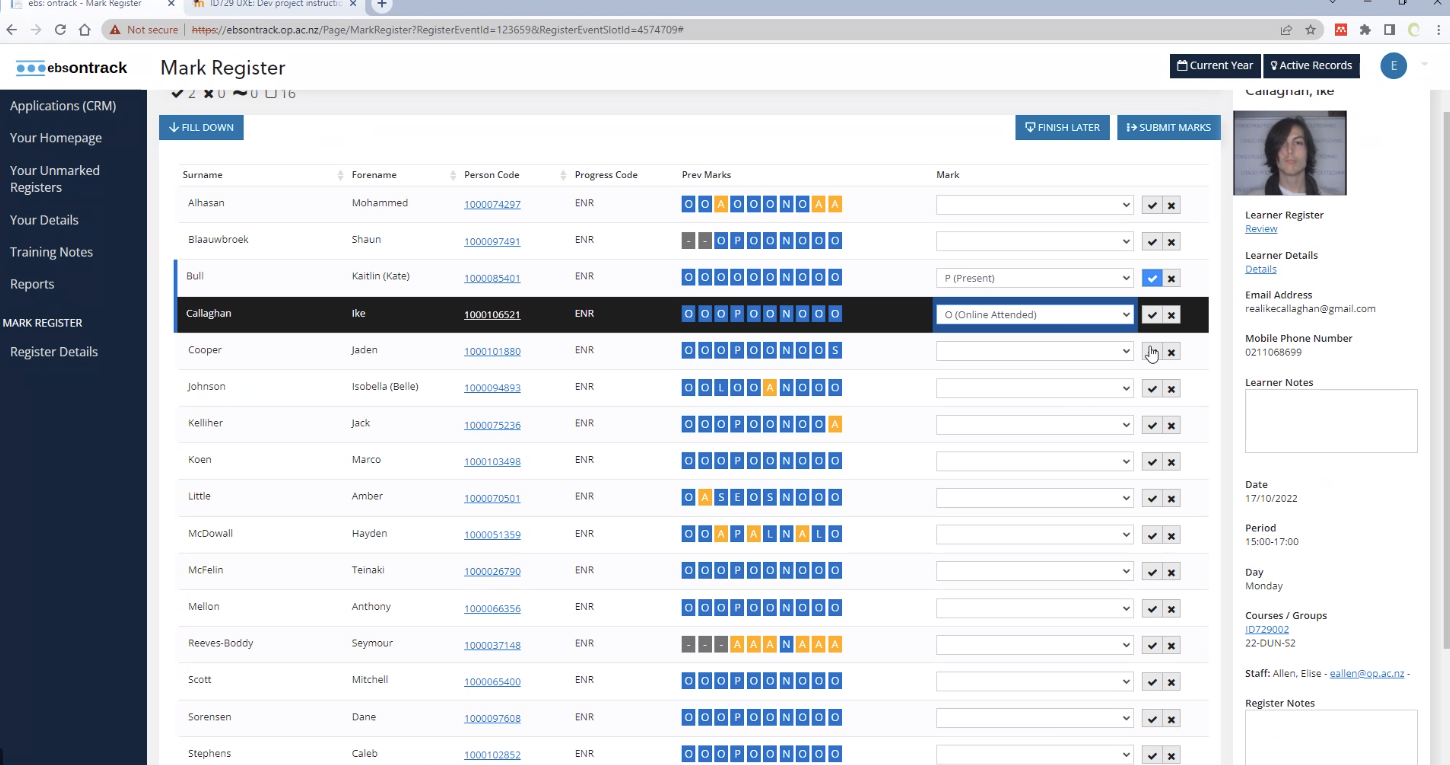 ebs: ontrack - Mark Register
ID729 UXE: Dev project instructi
Not secure | https://ebsontrack.op.ac.nz/Page/MarkRegister?RegisterEventId=123659&RegisterEventSlotId=4574709#
ebsontrack
Mark Register
Current Year
Active Records
E
Applications (CRM)
Your Homepage
Your Unmarked
Registers
Your Details
Training Notes
Reports
MARK REGISTER
Register Details
2 0 0 16
FILL DOWN
FINISH LATER
SUBMIT MARKS
Surname Forename Person Code Progress Code Prev Marks Mark
Alhasan Mohammed 1000074297 ENR O O A O O O N O A A
Blaauwbroek Shaun 1000097491 ENR - - O P O O N O O O
Bull Kaitlin (Kate) 1000085401 ENR O O O O O O N O O O P (Present)
Callaghan Ike 1000106521 ENR O O O P O O N O O O O (Online Attended)
Cooper Jaden 1000101880 ENR O O O P O O N O O S
Johnson Isobella (Belle) 1000094893 ENR O O L O O A N O O O
Kelliher Jack 1000075236 ENR O O O P O O N O O A
Koen Marco 1000103498 ENR O O O P O O N O O O
Little Amber 1000070501 ENR O A S E O S N O O O
McDowall Hayden 1000051359 ENR O O A P A L N A L O
McFelin Teinaki 1000026790 ENR O O O P O O N O O O
Mellon Anthony 1000066356 ENR O O O P O O N O O O
Reeves-Boddy Seymour 1000037148 ENR - - - A A A N A A A
Scott Mitchell 1000065400 ENR O O O P O O N O O O
Sorensen Dane 1000097608 ENR O O O P O O N O O O
Stephens Caleb 1000102852 ENR O O O P O O N O O O
Callaghan, Ike
Learner Register
Review
Learner Details
Details
Email Address
realikecallaghan@gmail.com
Mobile Phone Number
0211068699
Learner Notes
Date
17/10/2022
Period
15:00-17:00
Day
Monday
Courses / Groups
ID729002
22-DUN-S2
Staff: Allen, Elise - eallen@op.ac.nz -
Register Notes